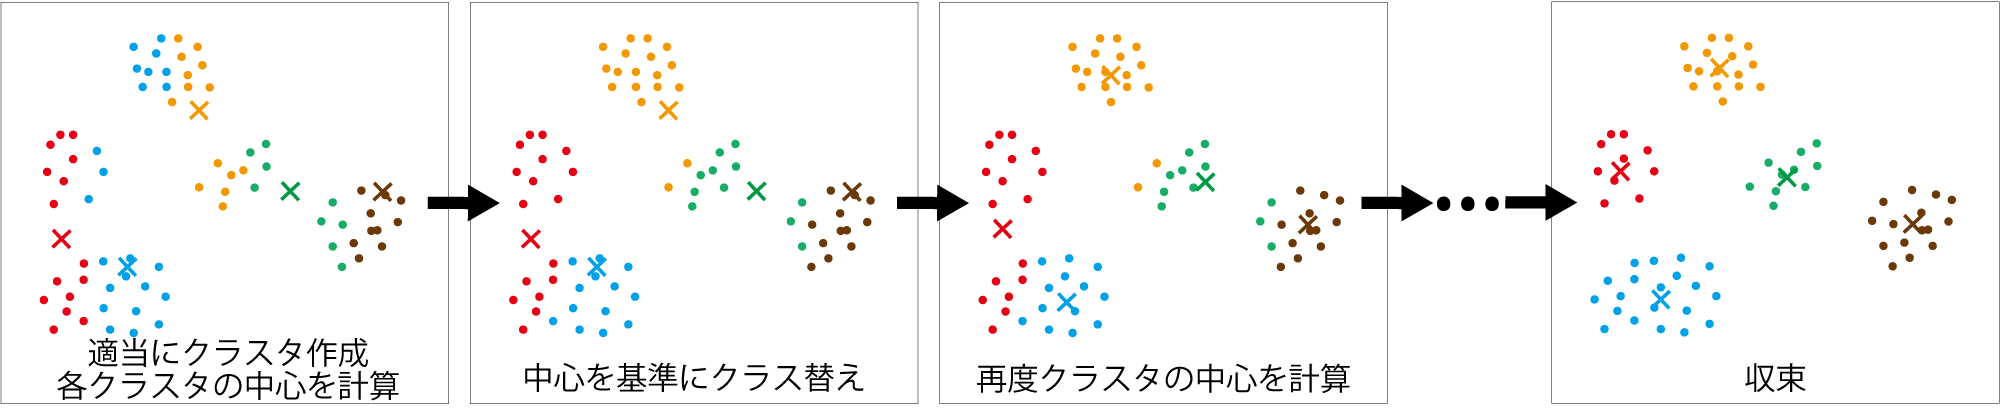 適当にクラスタ作成
各クラスタの中心を計算
中心を基準にクラス替え
再度クラスタの中心を計算
収束